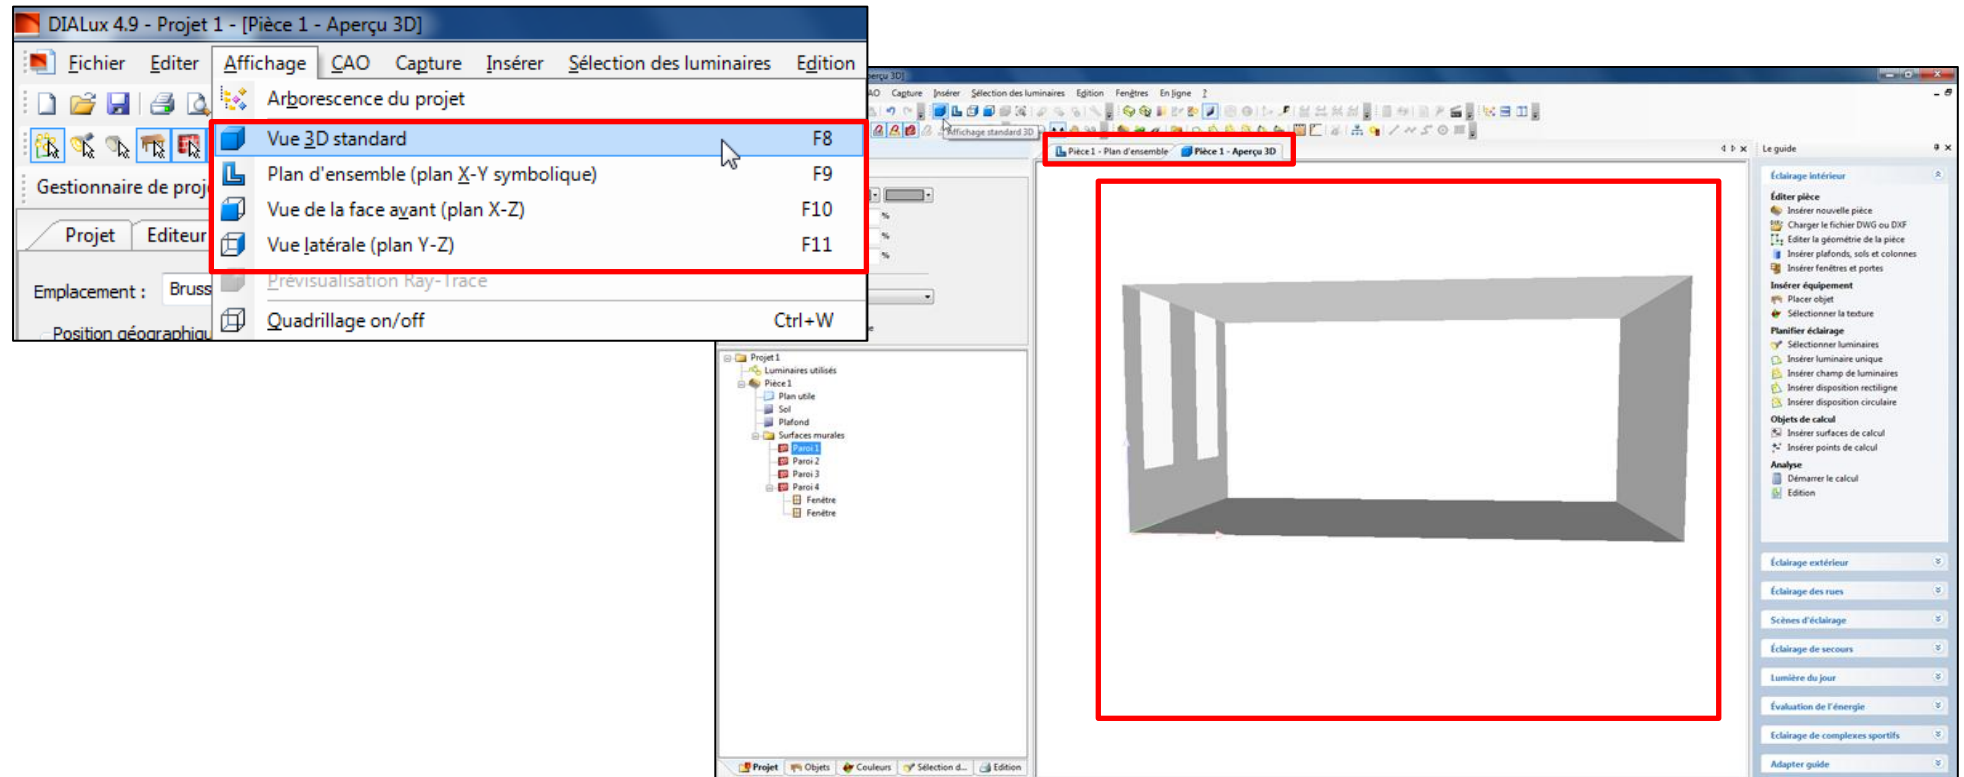 DIALux 4.9 - Projet 1 - [Pièce 1 - Aperçu 3D]
Fichier Editer Affichage CAO Capture Insérer Sélection des luminaires Edition
Arborescence du projet
Vue 3D standard F8
Plan d'ensemble (plan X-Y symbolique) F9
Vue de la face avant (plan X-Z) F10
Vue latérale (plan Y-Z) F11
Prévisualisation Ray-Trace
Quadrillage on/off Ctrl+W
Gestionnaire de proj
Projet Editeur
Emplacement : Bruss
Position géographiqu
perçu 3D]
AO Capture Insérer Sélection des luminaires Edition Fenêtres En ligne ?
Affichage standard 3D
Pièce 1 - Plan d'ensemble Pièce 1 - Aperçu 3D
%
%
%
e
Projet 1
Luminaires utilisés
Pièce 1
Plan utile
Sol
Plafond
Surfaces murales
Paroi 1
Paroi 2
Paroi 3
Paroi 4
Fenêtre
Fenêtre
Projet Objets Couleurs Sélection d... Edition
Le guide
Éclairage intérieur
Éditer pièce
Insérer nouvelle pièce
Charger le fichier DWG ou DXF
Editer la géométrie de la pièce
Insérer plafonds, sols et colonnes
Insérer fenêtres et portes
Insérer équipement
Placer objet
Sélectionner la texture
Planifier éclairage
Sélectionner luminaires
Insérer luminaire unique
Insérer champ de luminaires
Insérer disposition rectiligne
Insérer disposition circulaire
Objets de calcul
Insérer surfaces de calcul
Insérer points de calcul
Analyse
Démarrer le calcul
Edition
Éclairage extérieur
Éclairage des rues
Scènes d'éclairage
Éclairage de secours
Lumière du jour
Évaluation de l'énergie
Eclairage de complexes sportifs
Adapter guide